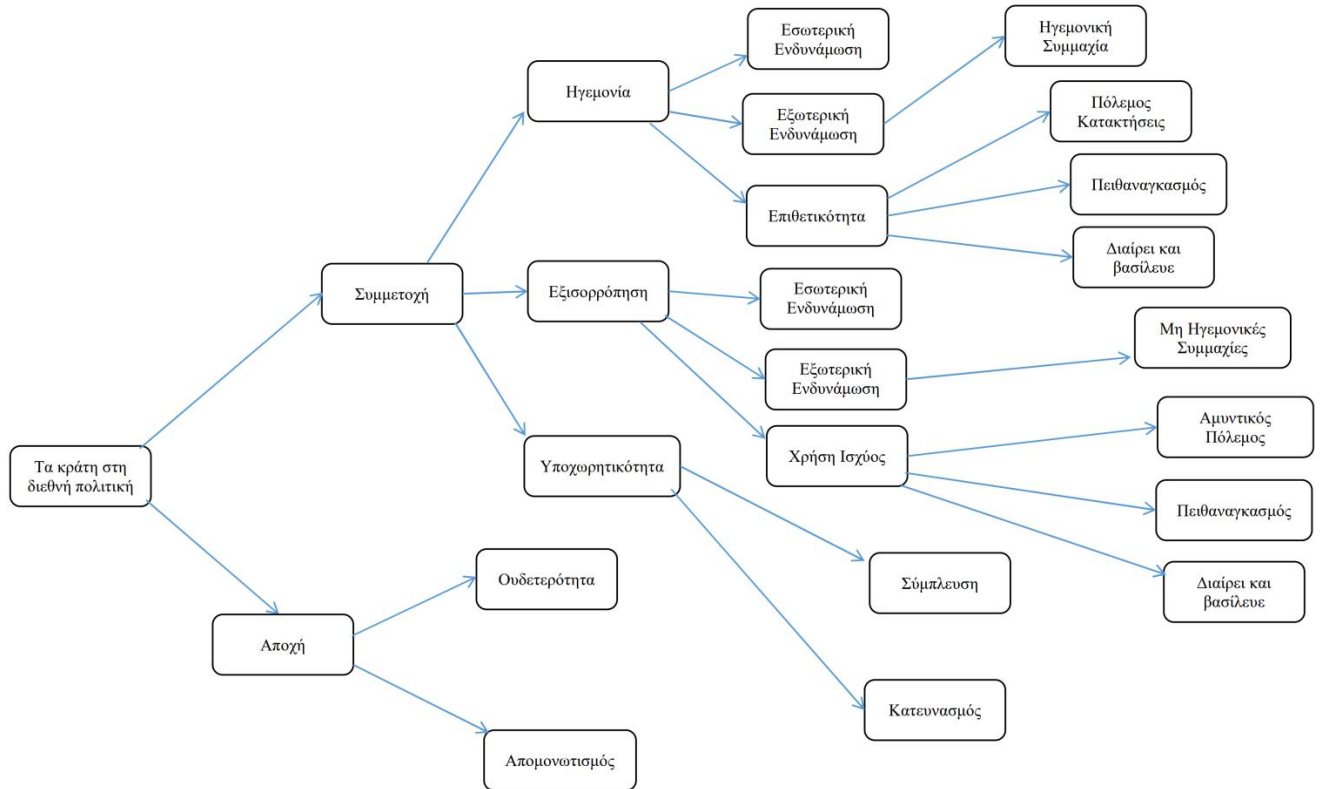 Τα κράτη στη
διεθνή πολιτική
Συμμετοχή
Αποχή
Ηγεμονία
Εξισορρόπηση
Υποχωρητικότητα
Ουδετερότητα
Απομονωτισμός
Εσωτερική
Ενδυνάμωση
Εξωτερική
Ενδυνάμωση
Επιθετικότητα
Εσωτερική
Ενδυνάμωση
Εξωτερική
Ενδυνάμωση
Χρήση Ισχύος
Σύμπλευση
Κατευνασμός
Ηγεμονική
Συμμαχία
Πόλεμος
Κατακτήσεις
Πειθαναγκασμός
Διαίρει και
βασίλευε
Μη Ηγεμονικές
Συμμαχίες
Αμυντικός
Πόλεμος
Πειθαναγκασμός
Διαίρει και
βασίλευε